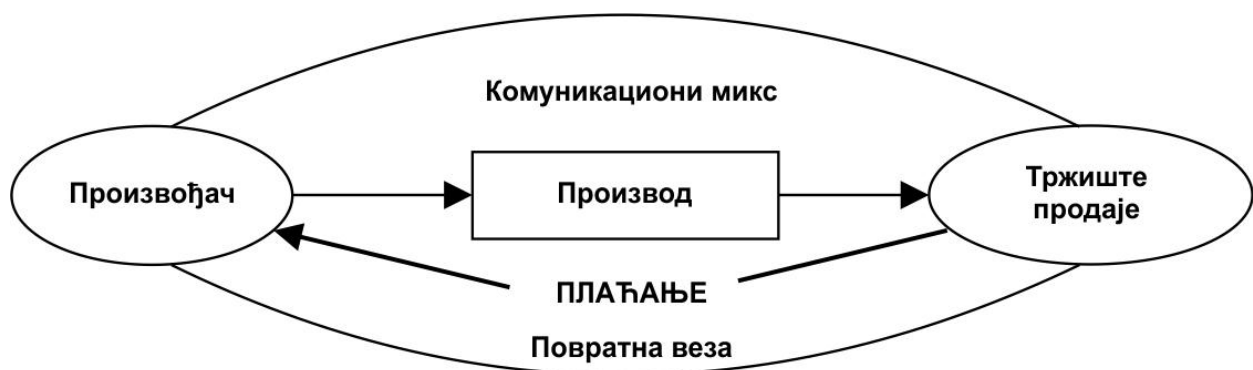 Комуникациони микс
Произвођач
Производ
Тржиште
продаје
ПЛАЋАЊЕ
Повратна веза